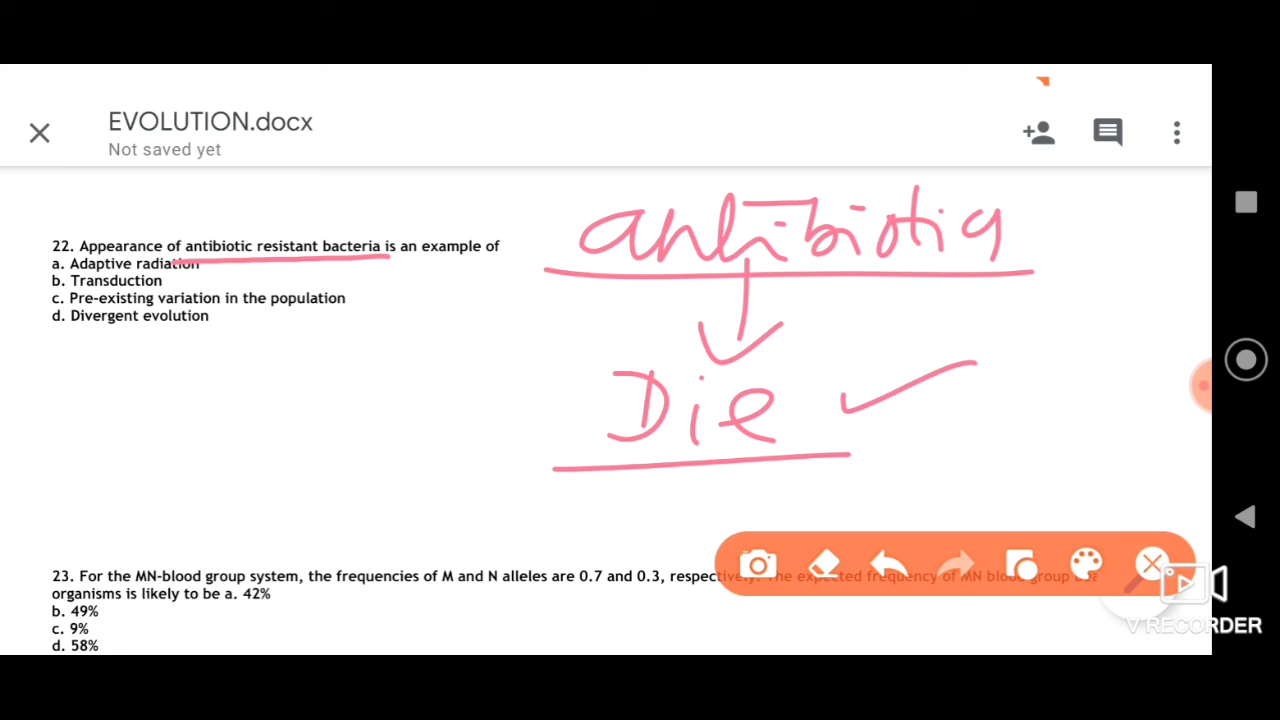 EVOLUTION.docx
Not saved yet
antibiotiq
22. Appearance of antibiotic resistant bacteria is an example of
a. Adaptive radiation
b. Transduction
c. Pre-existing variation in the population
d. Divergent evolution
Die
23. For the MN-blood group system, the frequencies of M and N alleles are 0.7 and 0.3, respectively. The expected frequency of MN blood group
organisms is likely to be a. 42%
b. 49%
c. 9%
d. 58%
V RECORDER